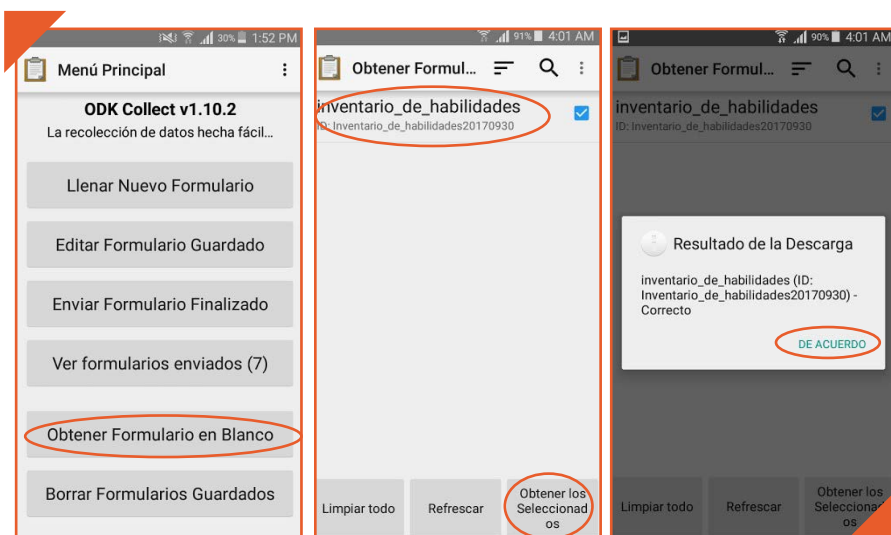 30% 1:52 PM
Menú Principal
ODK Collect v1.10.2
La recolección de datos hecha fácil...
Llenar Nuevo Formulario
Editar Formulario Guardado
Enviar Formulario Finalizado
Ver formularios enviados (7)
Obtener Formulario en Blanco
Borrar Formularios Guardados
91% 4:01 AM
Obtener Formul...
inventario_de_habilidades
ID: Inventario_de_habilidades20170930
Limpiar todo
Refrescar
Obtener los
Seleccionad
os
90% 4:01 AM
Obtener Formul...
inventario_de_habilidades
ID: Inventario_de_habilidades20170930
Resultado de la Descarga
inventario_de_habilidades (ID:
Inventario_de_habilidades20170930) -
Correcto
DE ACUERDO
Limpiar todo
Refrescar
Obtener los
os